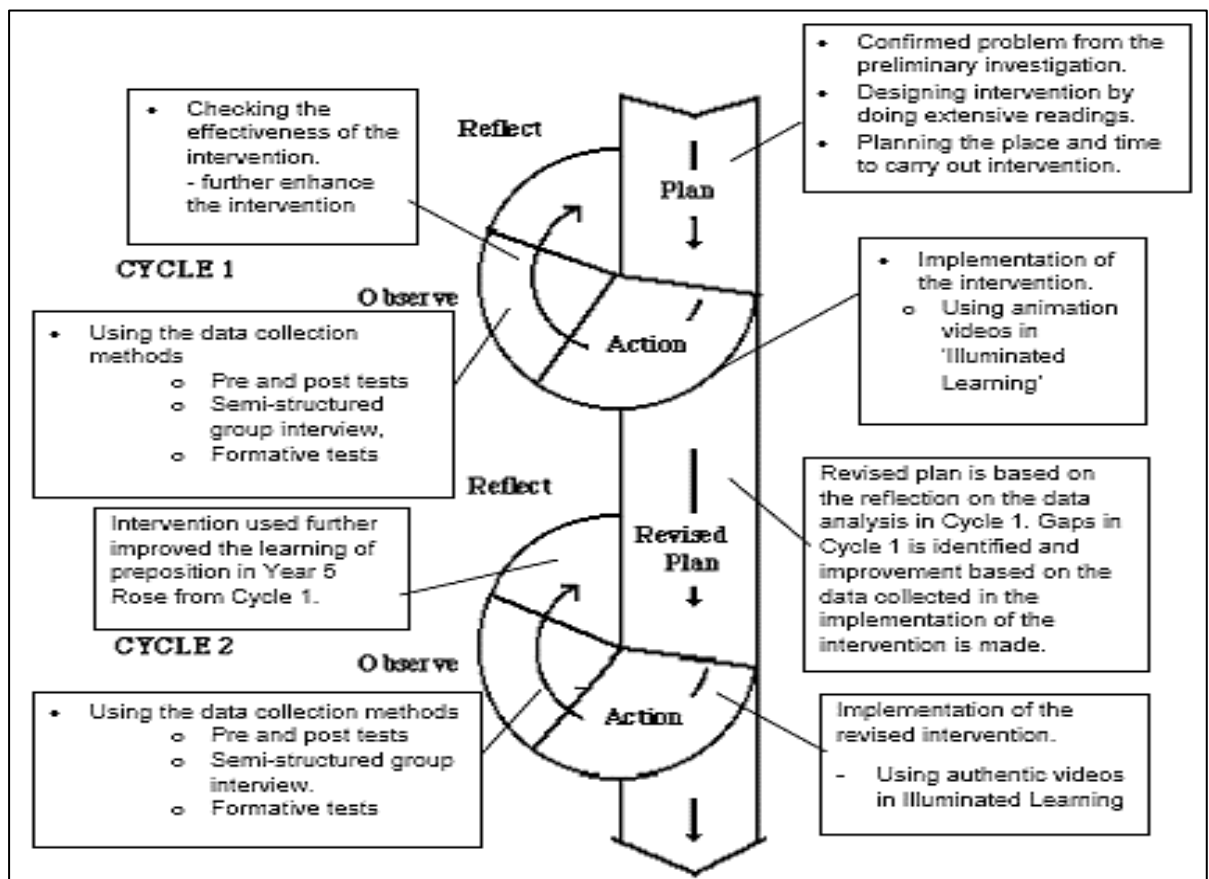 • Confirmed problem from the
preliminary investigation.
• Designing intervention by
doing extensive readings.
• Planning the place and time
to carry out intervention.
• Checking the
effectiveness of the
intervention.
- further enhance
the intervention
Reflect
Plan
CYCLE 1
Observe
Action
• Implementation of
the intervention.
o Using animation
videos in
'Illuminated
Learning'
• Using the data collection
methods
o Pre and post tests
o Semi-structured
group interview,
o Formative tests
Reflect
Revised
Plan
Revised plan is based on
the reflection on the data
analysis in Cycle 1. Gaps in
Cycle 1 is identified and
improvement based on the
data collected in the
implementation of the
intervention is made.
Intervention used further
improved the learning of
preposition in Year 5
Rose from Cycle 1.
CYCLE 2
Observe
Action
• Using the data collection methods
o Pre and post tests
o Semi-structured group
interview.
o Formative tests
Implementation of the
revised intervention.
- Using authentic videos
in Illuminated Learning